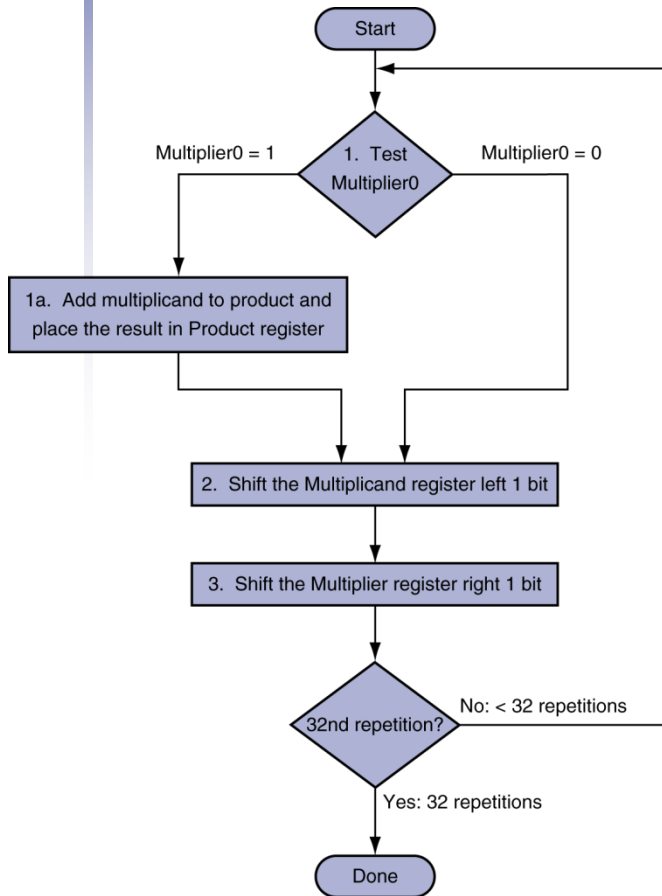 Start
Multiplier0 = 1
1. Test
Multiplier0
Multiplier0 = 0
1a. Add multiplicand to product and
place the result in Product register
2. Shift the Multiplicand register left 1 bit
3. Shift the Multiplier register right 1 bit
32nd repetition?
No: < 32 repetitions
Yes: 32 repetitions
Done